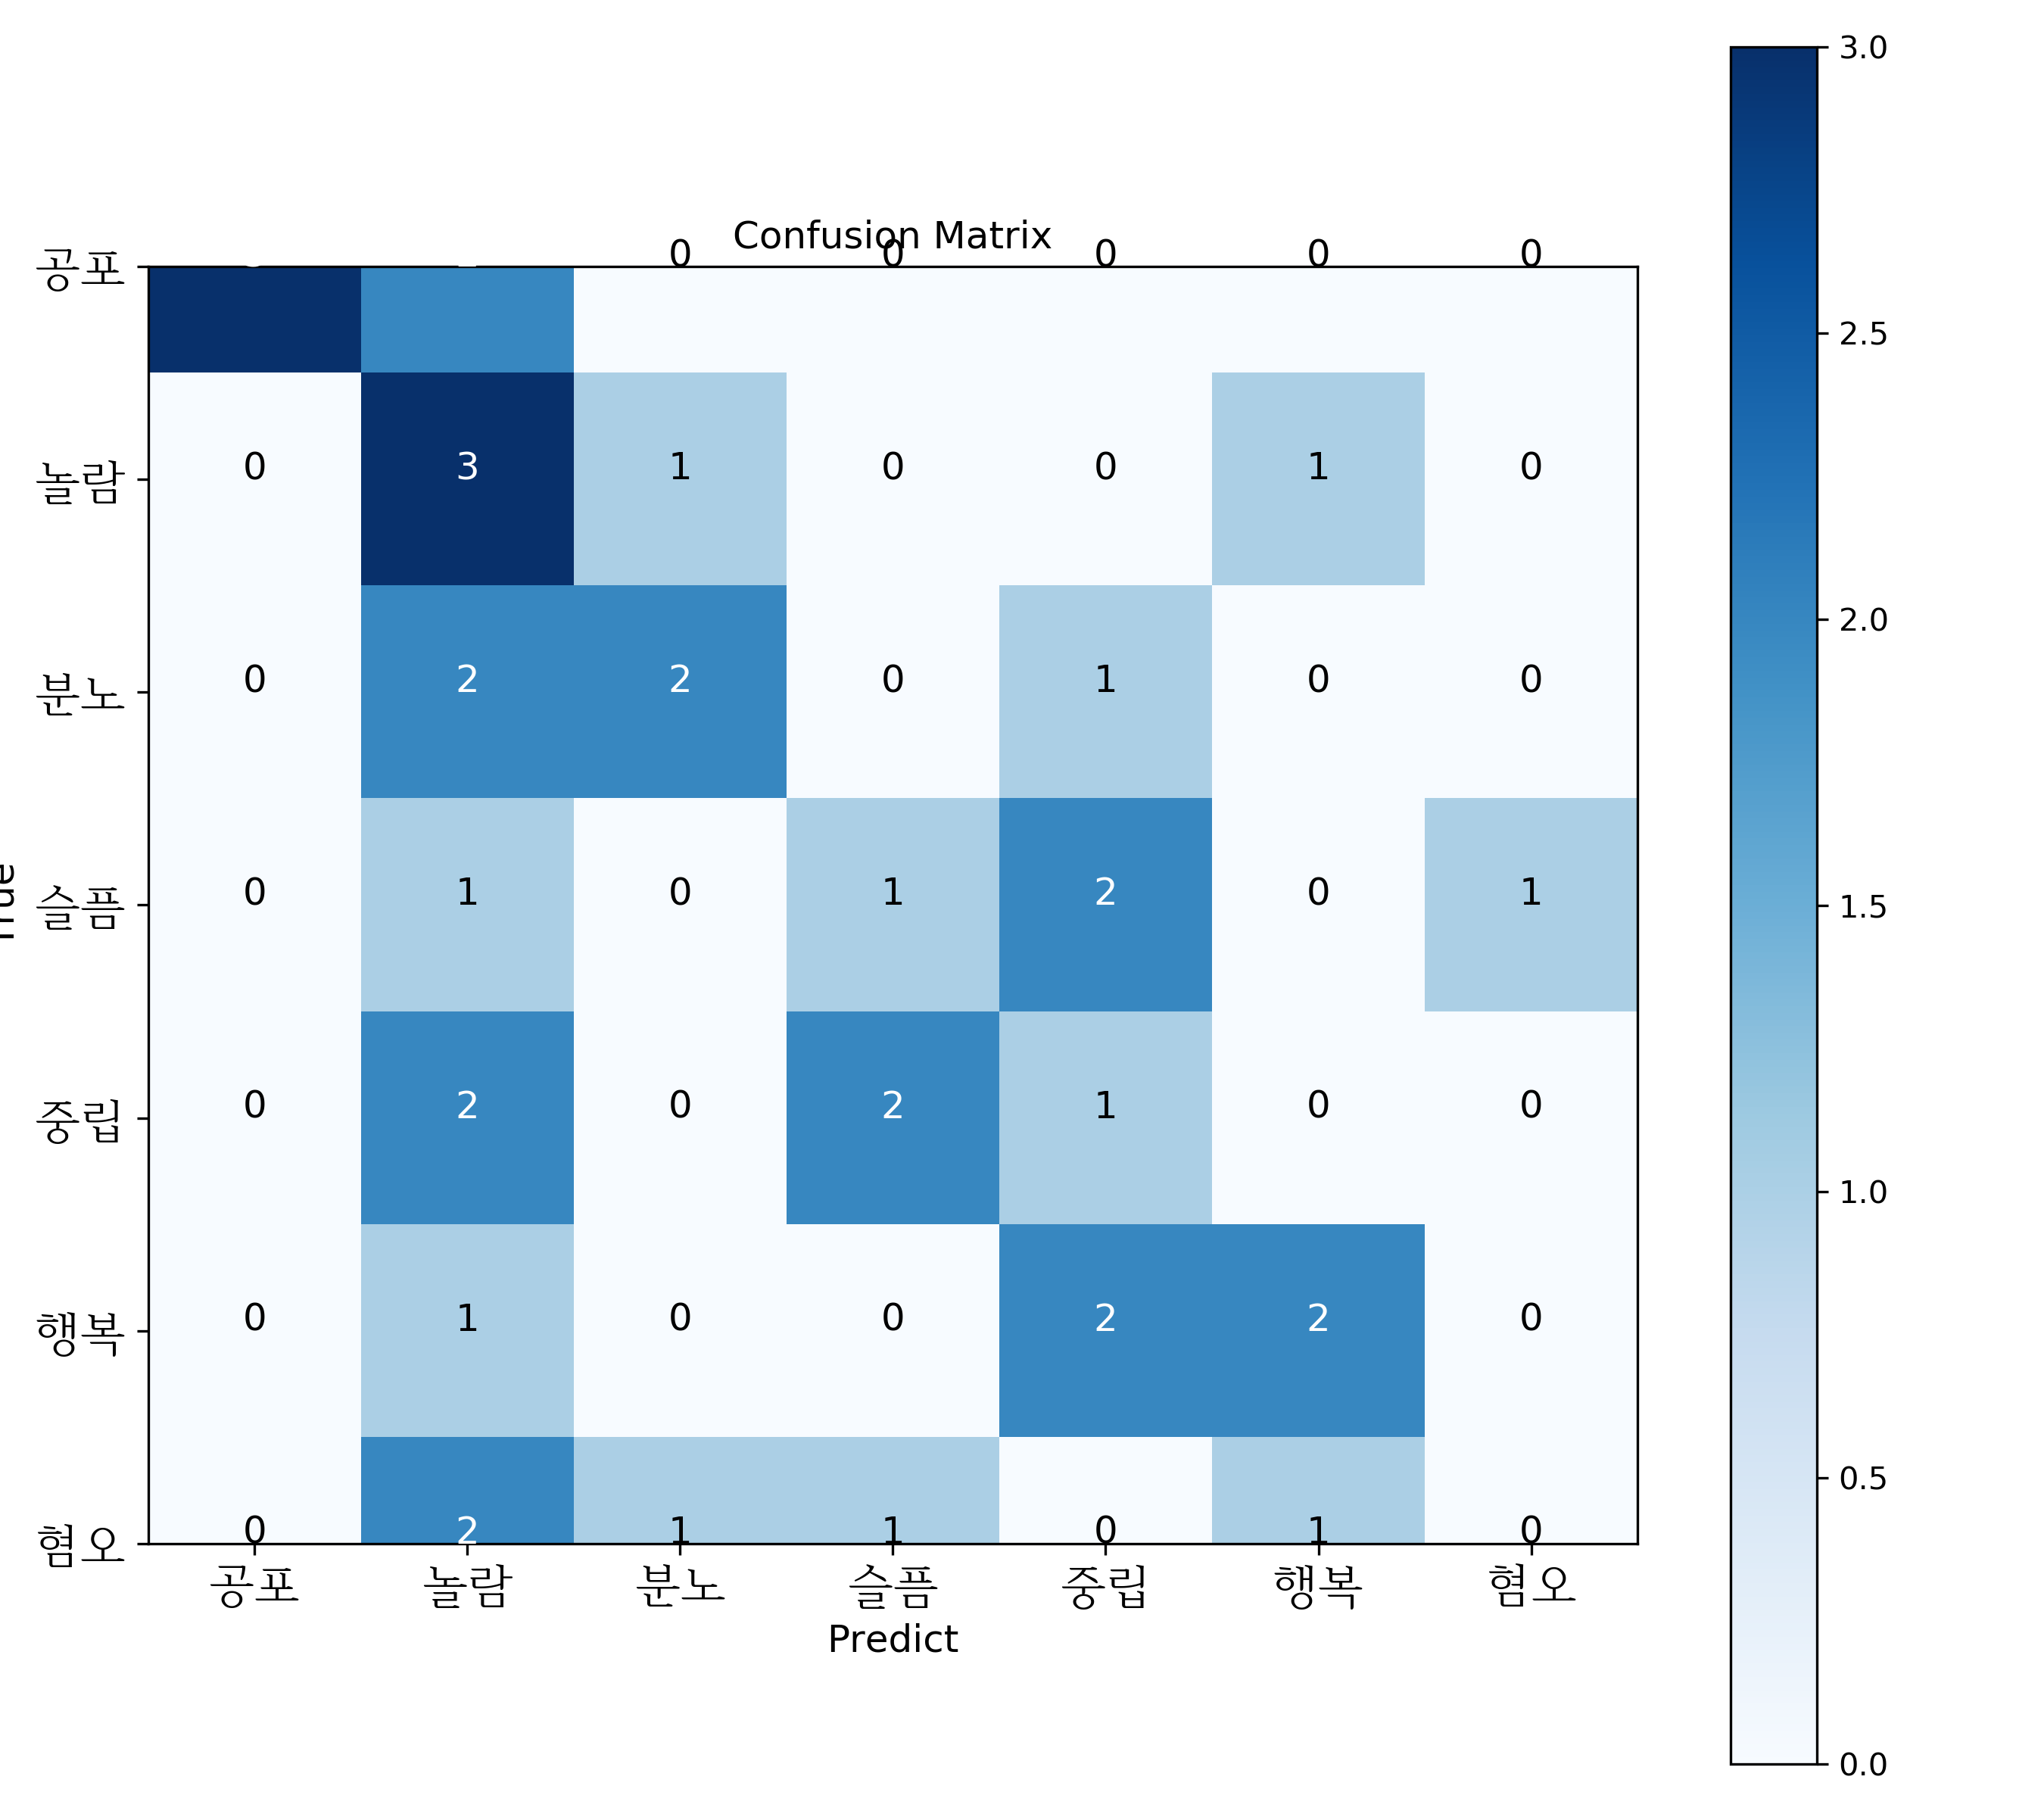 Confusion Matrix
3.0
2.5
2.0
1.5
1.0
0.5
0.0
공포 0 0 0 0 0
놀람 0 3 1 0 0 1 0
분노 0 2 2 0 1 0 0
슬픔 0 1 0 1 2 0 1
중립 0 2 0 2 1 0 0
행복 0 1 0 0 2 2 0
혐오 0 2 1 1 0 1 0
공포 놀람 분노 슬픔 중립 행복 혐오
Predict